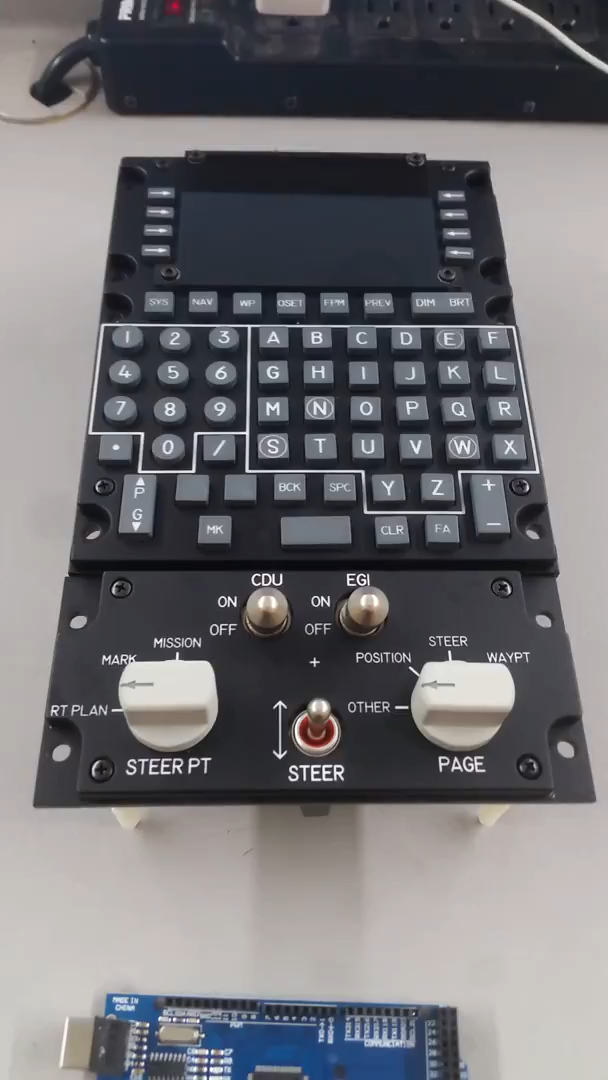 SYS NAV WP OSET FPM PREV DIM BRT
1 2 3 A B C D E F
4 5 6 G H I J K L
7 8 9 M N O P Q R
• 0 / S T U V W X
P
G
BCK SPC Y Z + −
MK CLR FA
CDU EGI
ON ON
OFF OFF
+
MISSION
MARK
RT PLAN
STEER PT
STEER
STEER
POSITION WAYPT
OTHER
PAGE
MADE IN
CHINA
PWM
COMMUNICATION